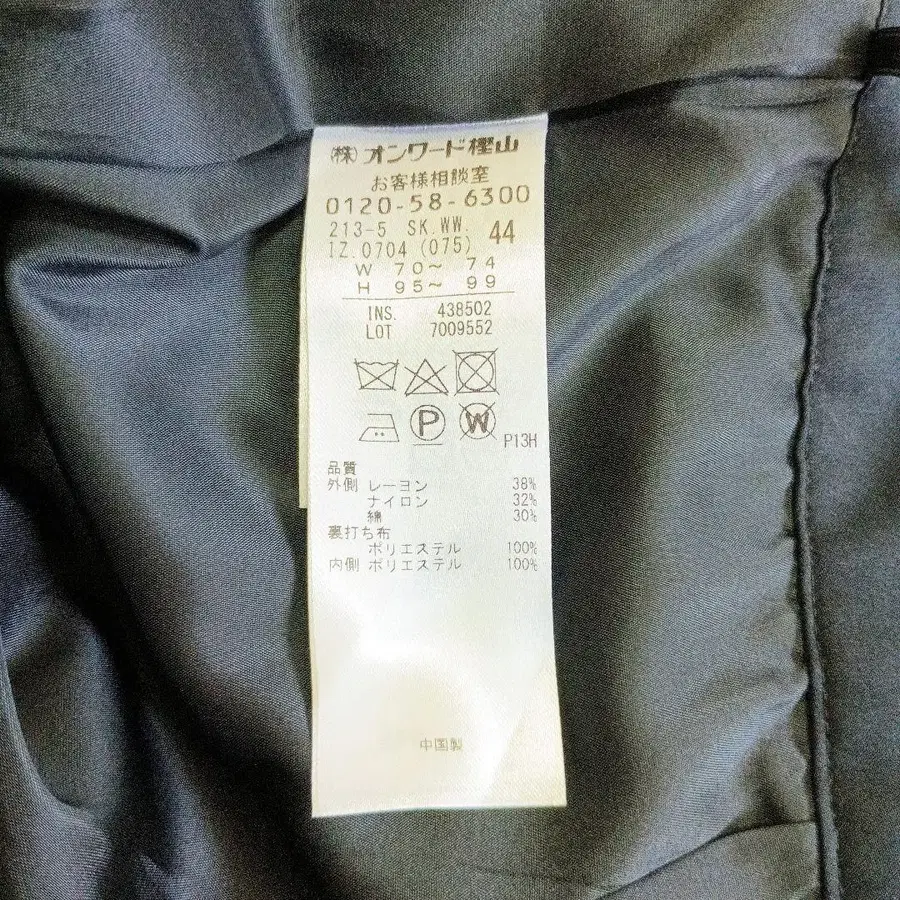 (株)オンワード樫山
お客様相談室
0120-58-6300
213-5 SK.WW. 44
IZ.0704 (075)
W 70～ 74
H 95～ 99
INS. 438502
LOT 7009552
P
W
P13H
品質
外側 レーヨン 38%
ナイロン 32%
綿 30%
裏打ち布
ポリエステル 100%
内側 ポリエステル 100%
中国製